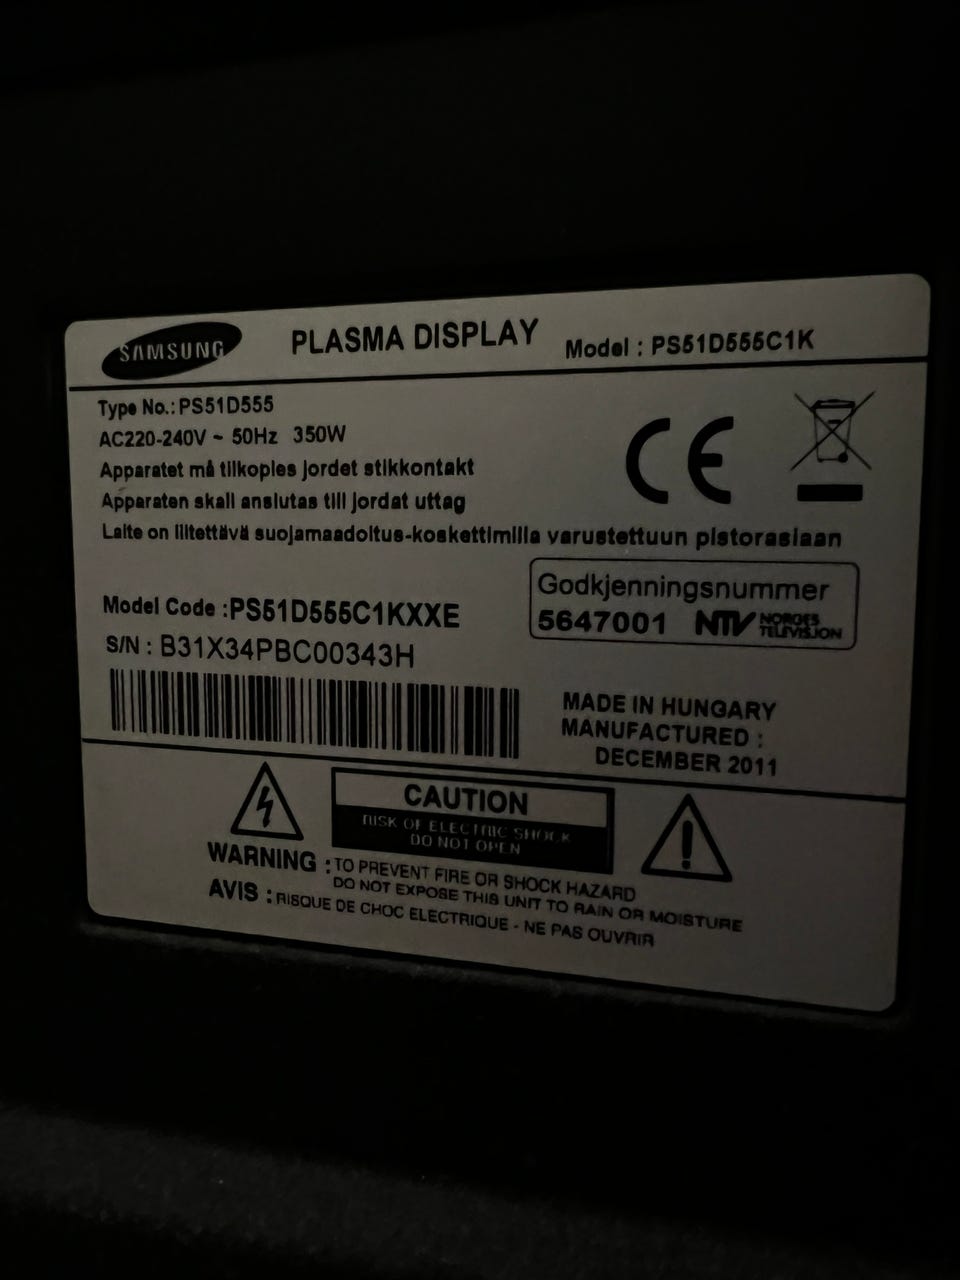 SAMSUNG
PLASMA DISPLAY
Model : PS51D555C1K
Type No.: PS51D555
AC220-240V ~ 50Hz 350W
Apparatet må tilkoples jordet stikkontakt
Apparaten skall anslutas till jordat uttag
Laite on liitettävä suojamaadoitus-koskettimilla varustettuun pistorasiaan
CE
Godkjenningsnummer
5647001 NTV NORGES
TELEVISJON
Model Code :PS51D555C1KXXE
S/N : B31X34PBC00343H
MADE IN HUNGARY
MANUFACTURED :
DECEMBER 2011
CAUTION
RISK OF ELECTRIC SHOCK
DO NOT OPEN
WARNING : TO PREVENT FIRE OR SHOCK HAZARD
DO NOT EXPOSE THIS UNIT TO RAIN OR MOISTURE
AVIS : RISQUE DE CHOC ELECTRIQUE - NE PAS OUVRIR